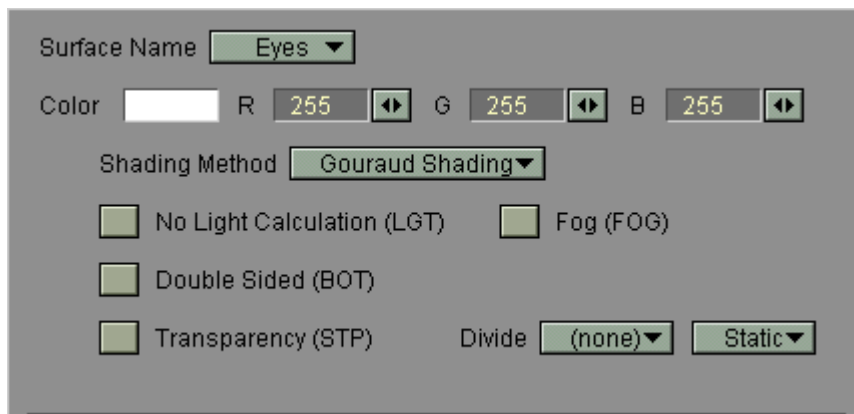 Surface Name Eyes
Color R 255 G 255 B 255
Shading Method Gouraud Shading
No Light Calculation (LGT) Fog (FOG)
Double Sided (BOT)
Transparency (STP) Divide (none) Static